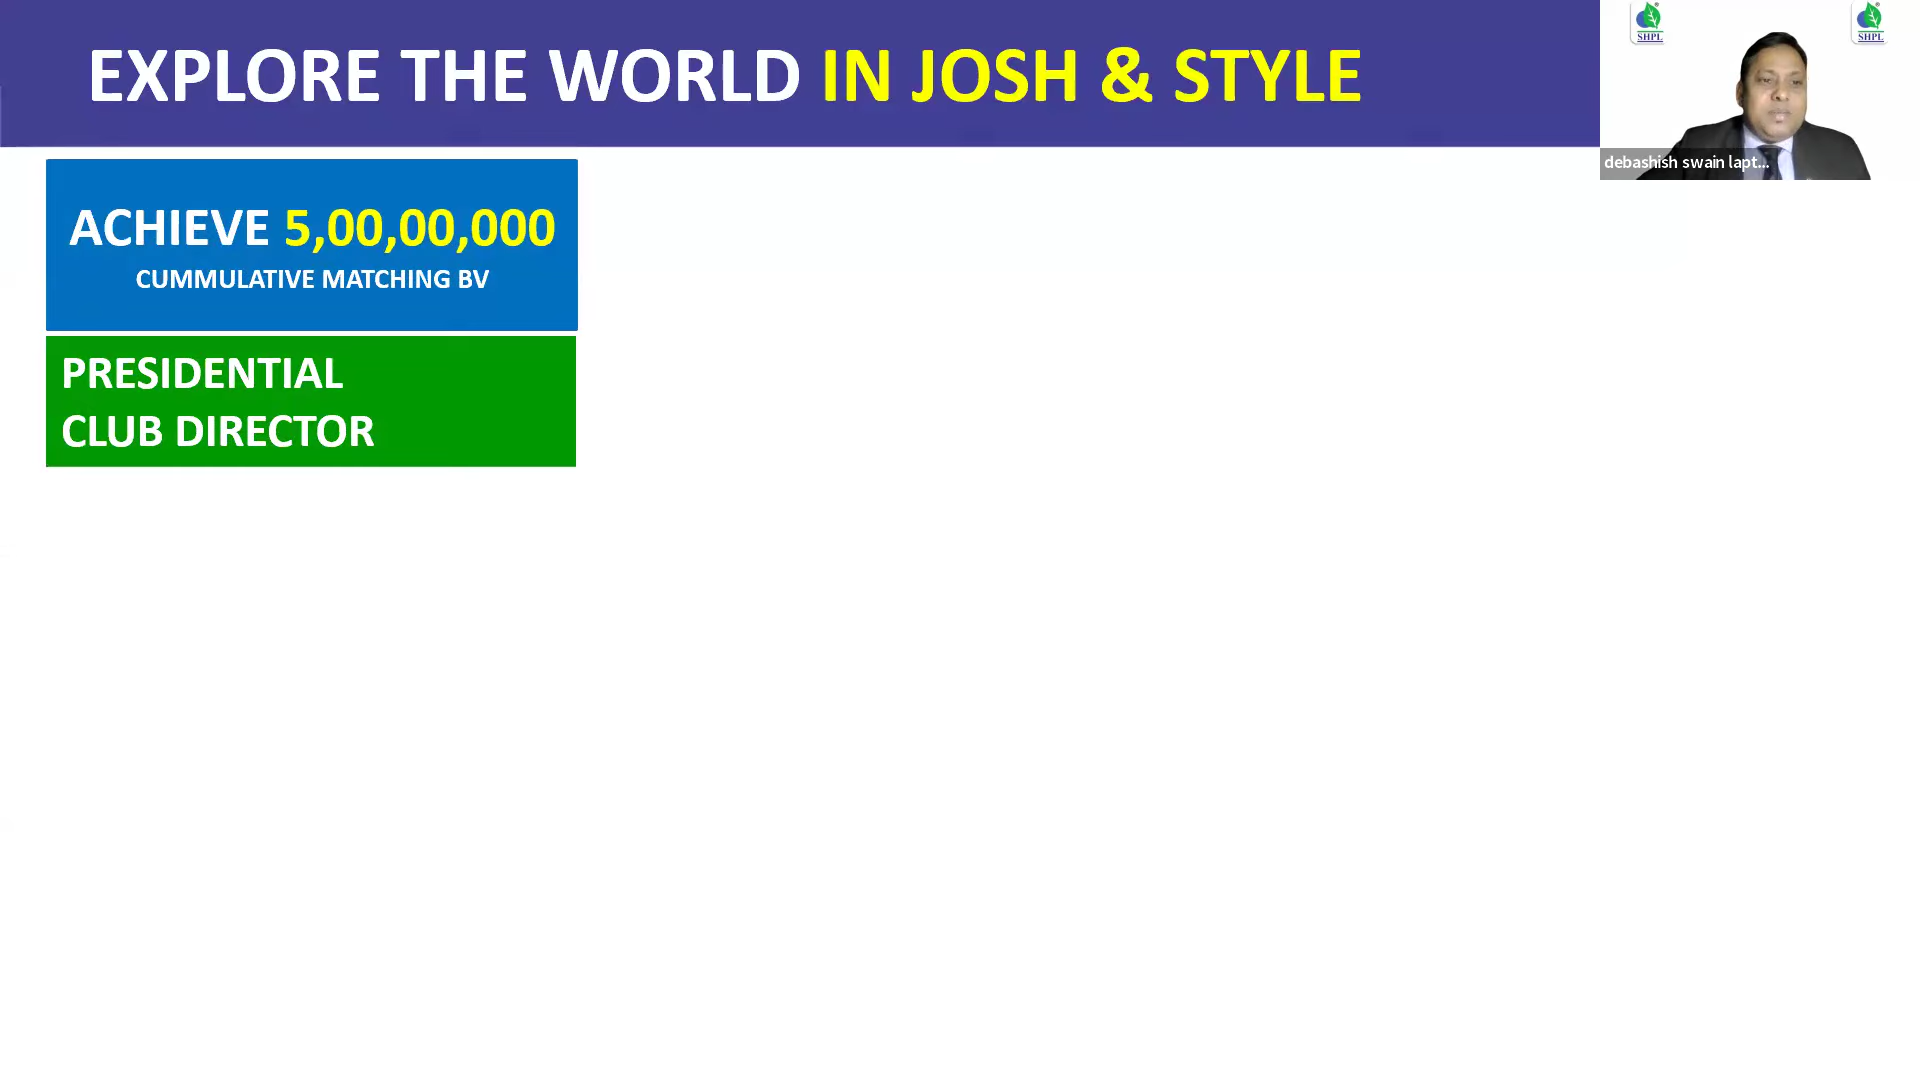 EXPLORE THE WORLD IN JOSH & STYLE
SHPL
SHPL
debashish swain lapt...
ACHIEVE 5,00,00,000
CUMMULATIVE MATCHING BV
PRESIDENTIAL
CLUB DIRECTOR